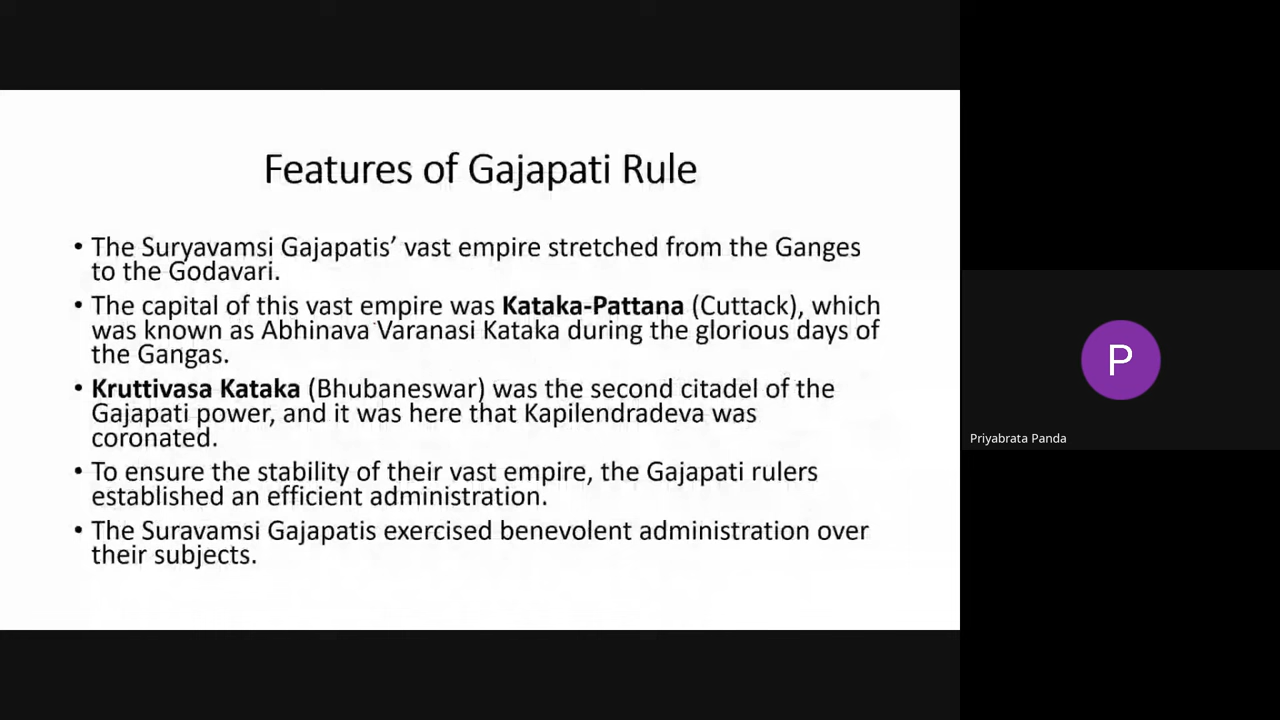 Features of Gajapati Rule
• The Suryavamsi Gajapatis’ vast empire stretched from the Ganges
to the Godavari.
• The capital of this vast empire was Kataka-Pattana (Cuttack), which
was known as Abhinava Varanasi Kataka during the glorious days of
the Gangas.
• Kruttivasa Kataka (Bhubaneswar) was the second citadel of the
Gajapati power, and it was here that Kapilendradeva was
coronated.
• To ensure the stability of their vast empire, the Gajapati rulers
established an efficient administration.
• The Suravamsi Gajapatis exercised benevolent administration over
their subjects.
P
Priyabrata Panda